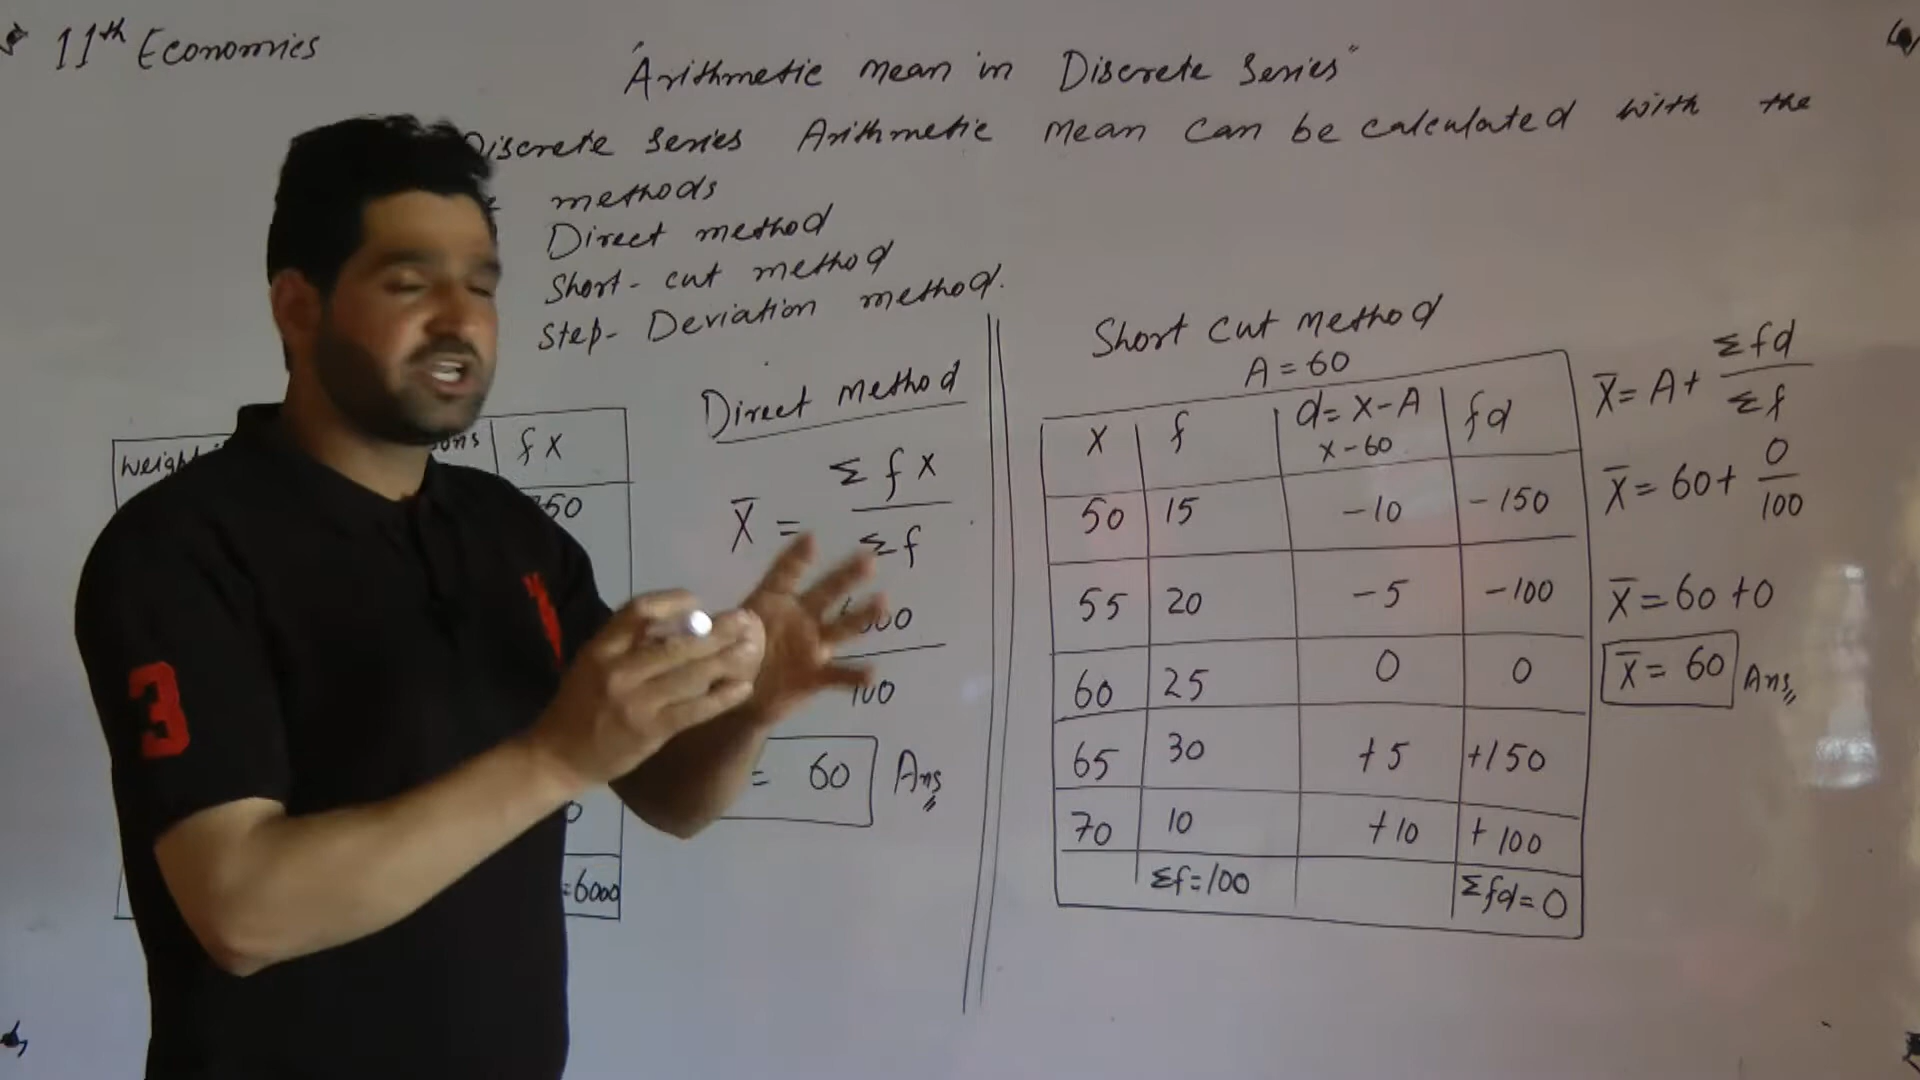 11th Economics
"Arithmetic mean in Discrete Series"
Discrete Series Arithmetic Mean can be calculated with the
methods
Direct method
Short-cut method
Step-Deviation method.
fx
=6000
Direct method
X̄ = Σfx / Σf
100
= 60 Ans
Short cut method
A = 60
X f d=X-A fd
X-60
50 15 -10 -150
55 20 -5 -100
60 25 0 0
65 30 +5 +150
70 10 +10 +100
Σf=100 Σfd=0
X̄ = A + Σfd / Σf
X̄ = 60 + 0 / 100
X̄ = 60 + 0
X̄ = 60 Ans
3